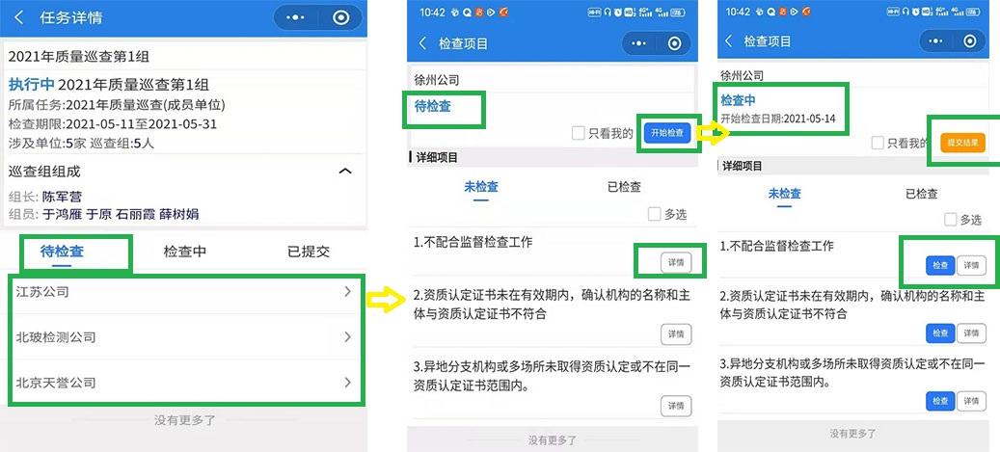 任务详情
2021年质量巡查第1组
执行中 2021年质量巡查第1组
所属任务:2021年质量巡查(成员单位)
检查期限:2021-05-11至2021-05-31
涉及单位:5家 巡查组:5人
巡查组组成
组长: 陈军营
组员: 于鸿雁 于原 石丽霞 薛树娟
待检查 检查中 已提交
江苏公司
北玻检测公司
北京天誉公司
没有更多了
10:42
检查项目
徐州公司
待检查
只看我的 开始检查
详细项目
未检查 已检查
多选
1.不配合监督检查工作
详情
2.资质认定证书未在有效期内，确认机构的名称和主
体与资质认定证书不符合
详情
3.异地分支机构或多场所未取得资质认定或不在同一
资质认定证书范围内。
详情
没有更多了
10:42
检查项目
徐州公司
检查中
开始检查日期:2021-05-14
只看我的 提交结果
详细项目
未检查 已检查
多选
1.不配合监督检查工作
检查 详情
2.资质认定证书未在有效期内，确认机构的名称和主
体与资质认定证书不符合
检查 详情
3.异地分支机构或多场所未取得资质认定或不在同一
资质认定证书范围内。
检查 详情
没有更多了